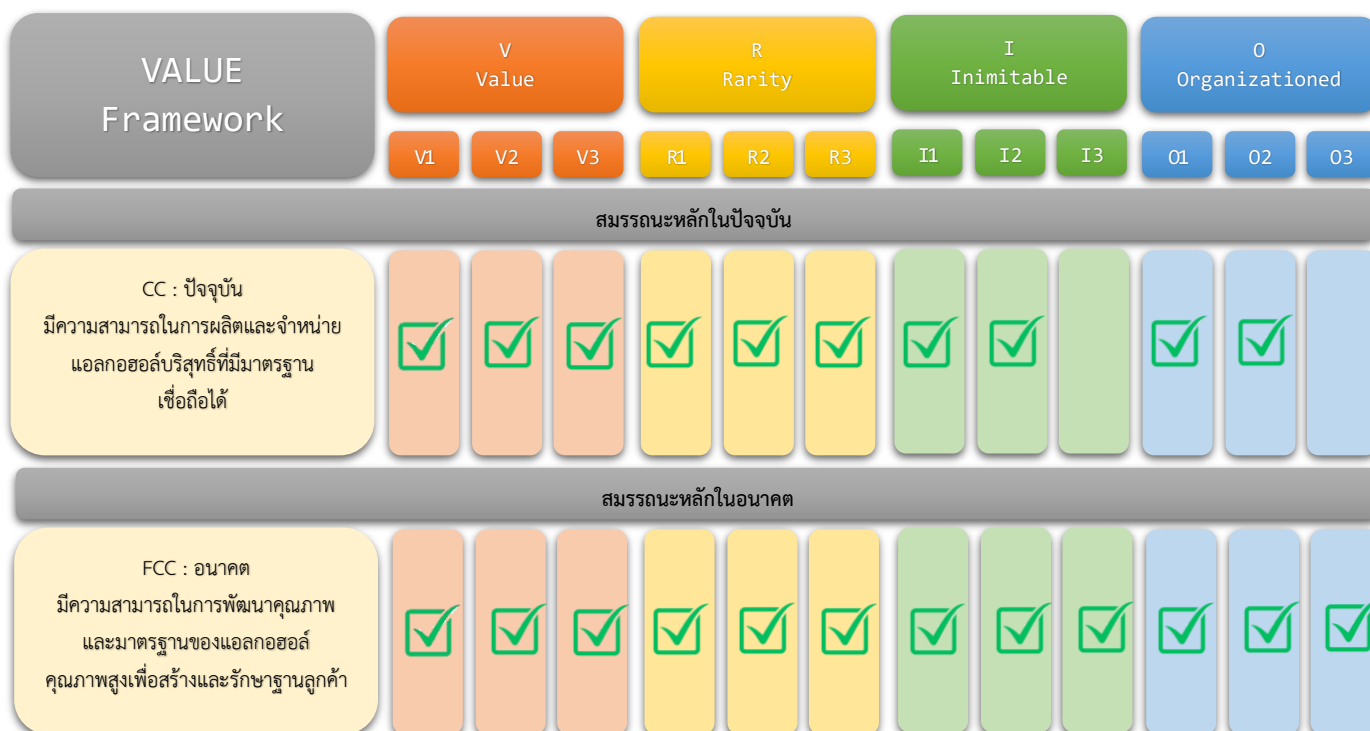 VALUE
Framework
V
Value
R
Rarity
I
Inimitable
O
Organizationed
V1 V2 V3 R1 R2 R3 I1 I2 I3 O1 O2 O3
สมรรถนะหลักในปัจจุบัน
CC : ปัจจุบัน
มีความสามารถในการผลิตและจำหน่าย
แอลกอฮอล์บริสุทธิ์ที่มีมาตรฐาน
เชื่อถือได้
สมรรถนะหลักในอนาคต
FCC : อนาคต
มีความสามารถในการพัฒนาคุณภาพ
และมาตรฐานของแอลกอฮอล์
คุณภาพสูงเพื่อสร้างและรักษาฐานลูกค้า